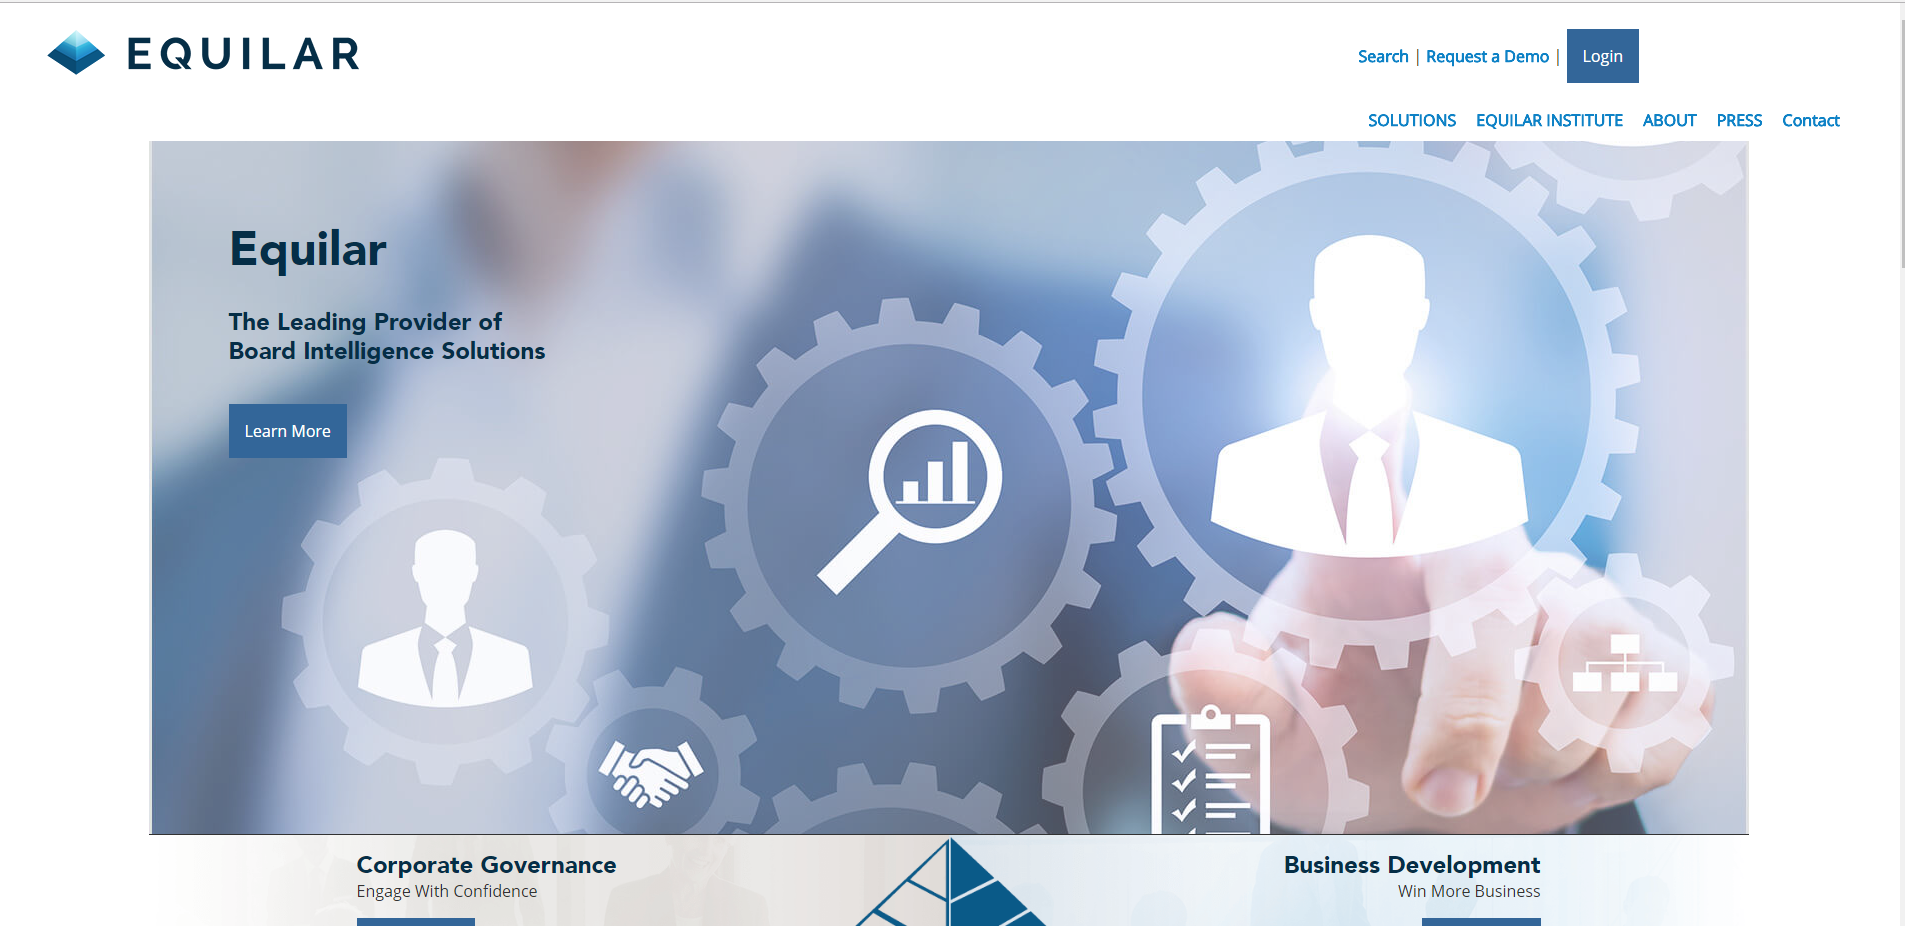 EQUILAR
Search | Request a Demo | Login
SOLUTIONS EQUILAR INSTITUTE ABOUT PRESS Contact
Equilar
The Leading Provider of
Board Intelligence Solutions
Learn More
Corporate Governance
Engage With Confidence
Business Development
Win More Business